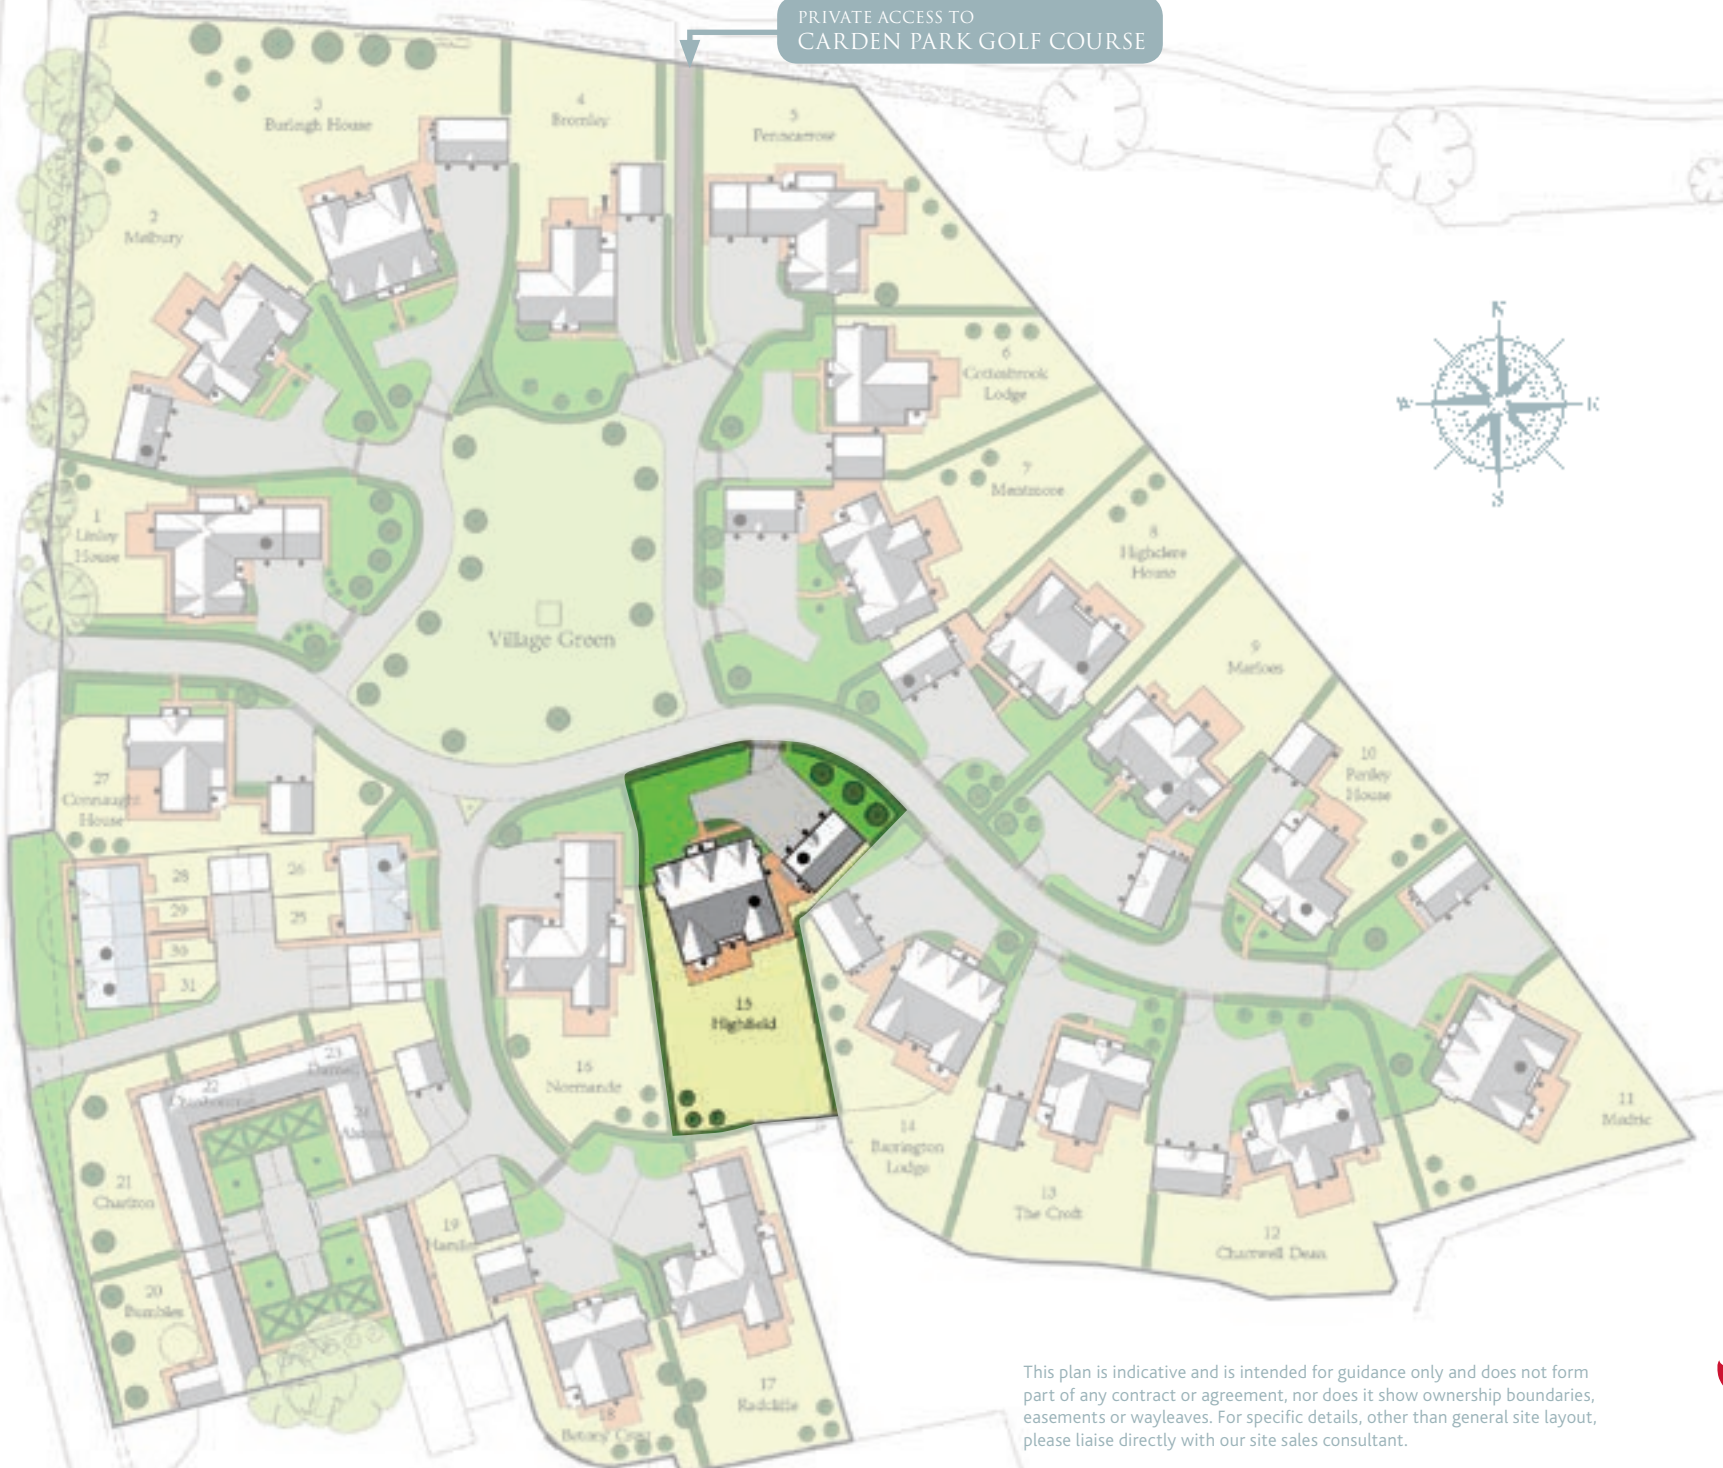 PRIVATE ACCESS TO
CARDEN PARK GOLF COURSE
3
Burleigh House
4
Bromley
5
Pencarrow
2
Melbury
6
Cottesbrook
Lodge
7
Mentmore
8
Highclere
House
1
Linley
House
9
Marloes
10
Penley
House
N
W
E
S
Village Green
27
Connaught
House
28
26
29
25
30
31
15
Highfield
16
Normande
23
22
24
21
Charlton
20
Bumbles
19
14
Barrington
Lodge
13
The Croft
12
Chartwell Dean
11
Madric
17
Radcliffe
18
This plan is indicative and is intended for guidance only and does not form
part of any contract or agreement, nor does it show ownership boundaries,
easements or wayleaves. For specific details, other than general site layout,
please liaise directly with our site sales consultant.